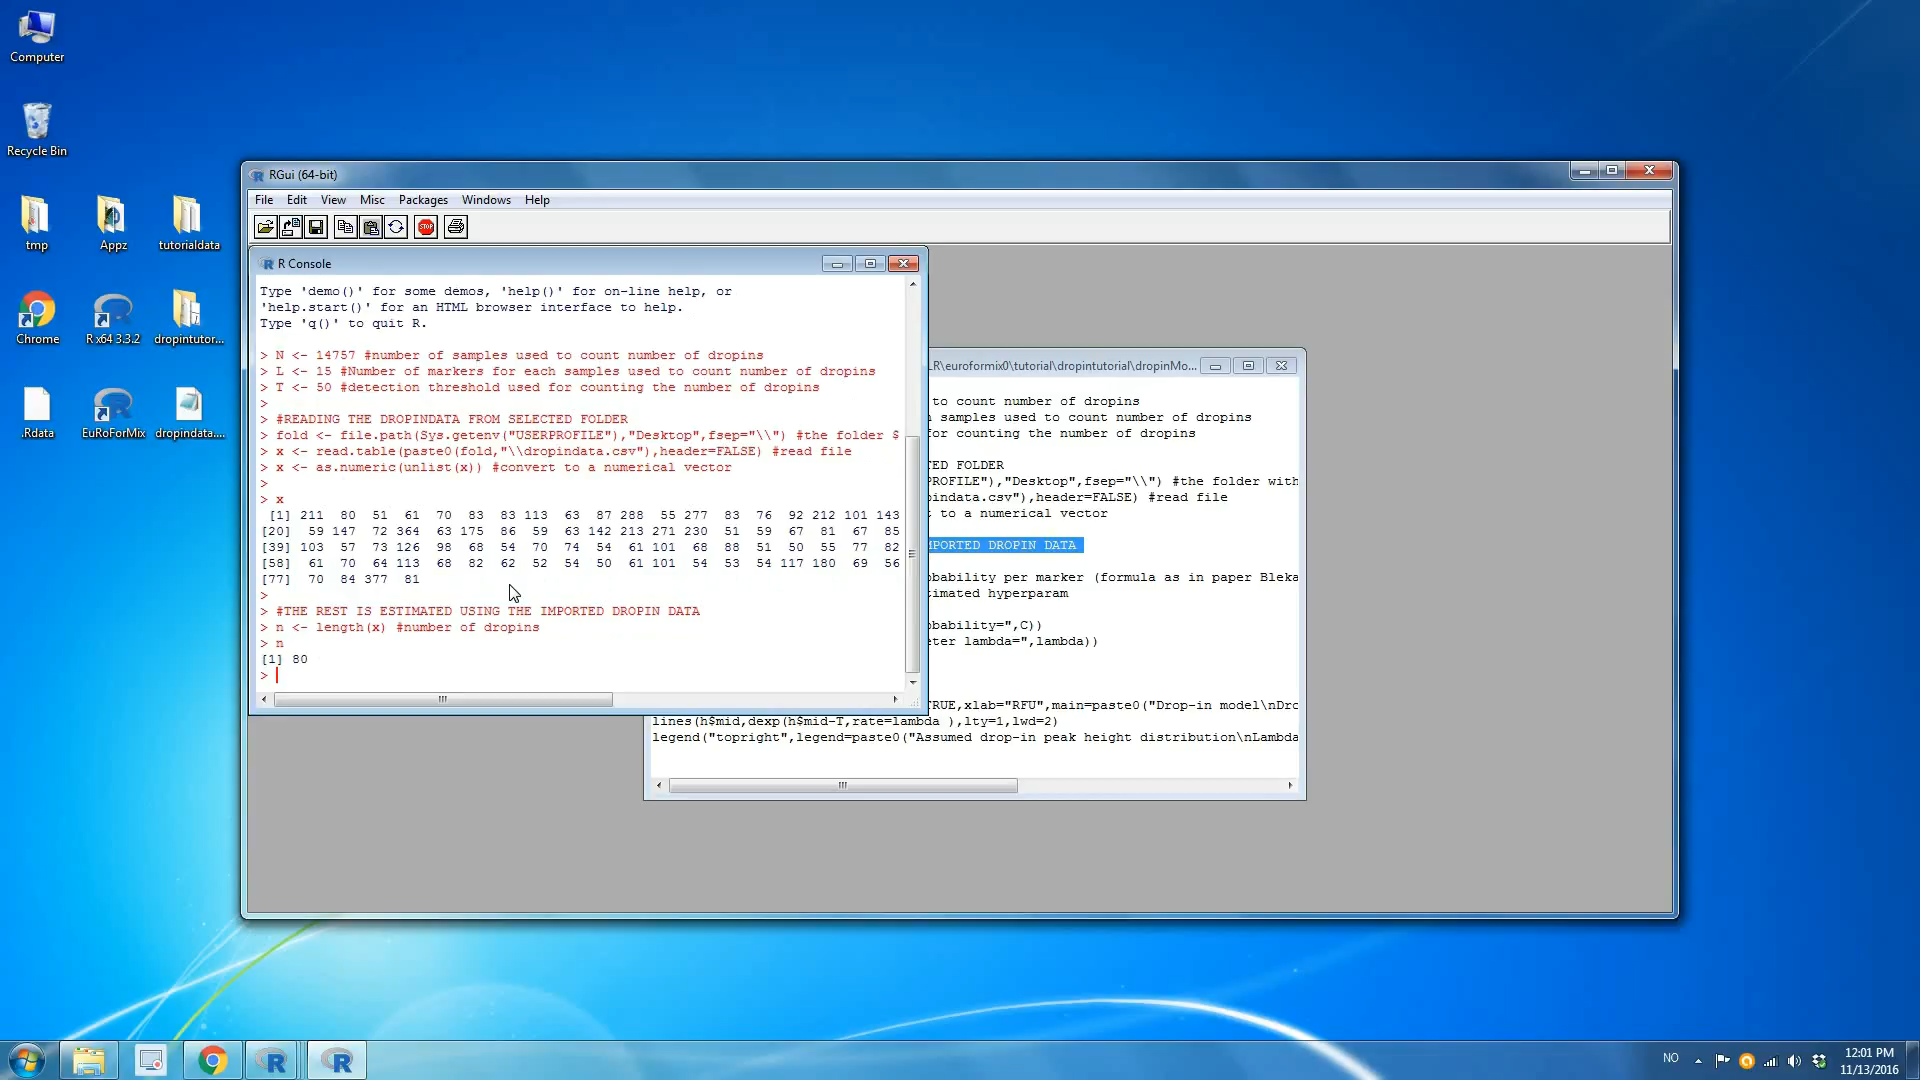 Computer
Recycle Bin
tmp
Appz
tutorialdata
Chrome
R x64 3.3.2
dropintutor...
.Rdata
EuRoForMix
dropindata....
RGui (64-bit)
File Edit View Misc Packages Windows Help
STOP
R Console
Type 'demo()' for some demos, 'help()' for on-line help, or
'help.start()' for an HTML browser interface to help.
Type 'q()' to quit R.
> N <- 14757 #number of samples used to count number of dropins
> L <- 15 #Number of markers for each samples used to count number of dropins
> T <- 50 #detection threshold used for counting the number of dropins
>
> #READING THE DROPINDATA FROM SELECTED FOLDER
> fold <- file.path(Sys.getenv("USERPROFILE"),"Desktop",fsep="\\") #the folder $
> x <- read.table(paste0(fold,"\\dropindata.csv"),header=FALSE) #read file
> x <- as.numeric(unlist(x)) #convert to a numerical vector
>
> x
[1] 211 80 51 61 70 83 83 113 63 87 288 55 277 83 76 92 212 101 143
[20] 59 147 72 364 63 175 86 59 63 142 213 271 230 51 59 67 81 67 85
[39] 103 57 73 126 98 68 54 70 74 54 61 101 68 88 51 50 55 77 82
[58] 61 70 64 113 68 82 62 52 54 50 61 101 54 53 54 117 180 69 56
[77] 70 84 377 81
>
> #THE REST IS ESTIMATED USING THE IMPORTED DROPIN DATA
> n <- length(x) #number of dropins
> n
[1] 80
>
LR\euroformix0\tutorial\dropintutorial\dropinMo...
to count number of dropins
samples used to count number of dropins
for counting the number of dropins
ED FOLDER
PROFILE"),"Desktop",fsep="\\") #the folder with
pindata.csv"),header=FALSE) #read file
t to a numerical vector
MPORTED DROPIN DATA
obability per marker (formula as in paper Bleka
stimated hyperparam
obability=",C))
eter lambda=",lambda))
TRUE,xlab="RFU",main=paste0("Drop-in model\nDro
lines(h$mid,dexp(h$mid-T,rate=lambda ),lty=1,lwd=2)
legend("topright",legend=paste0("Assumed drop-in peak height distribution\nLambda
NO
12:01 PM
11/13/2016